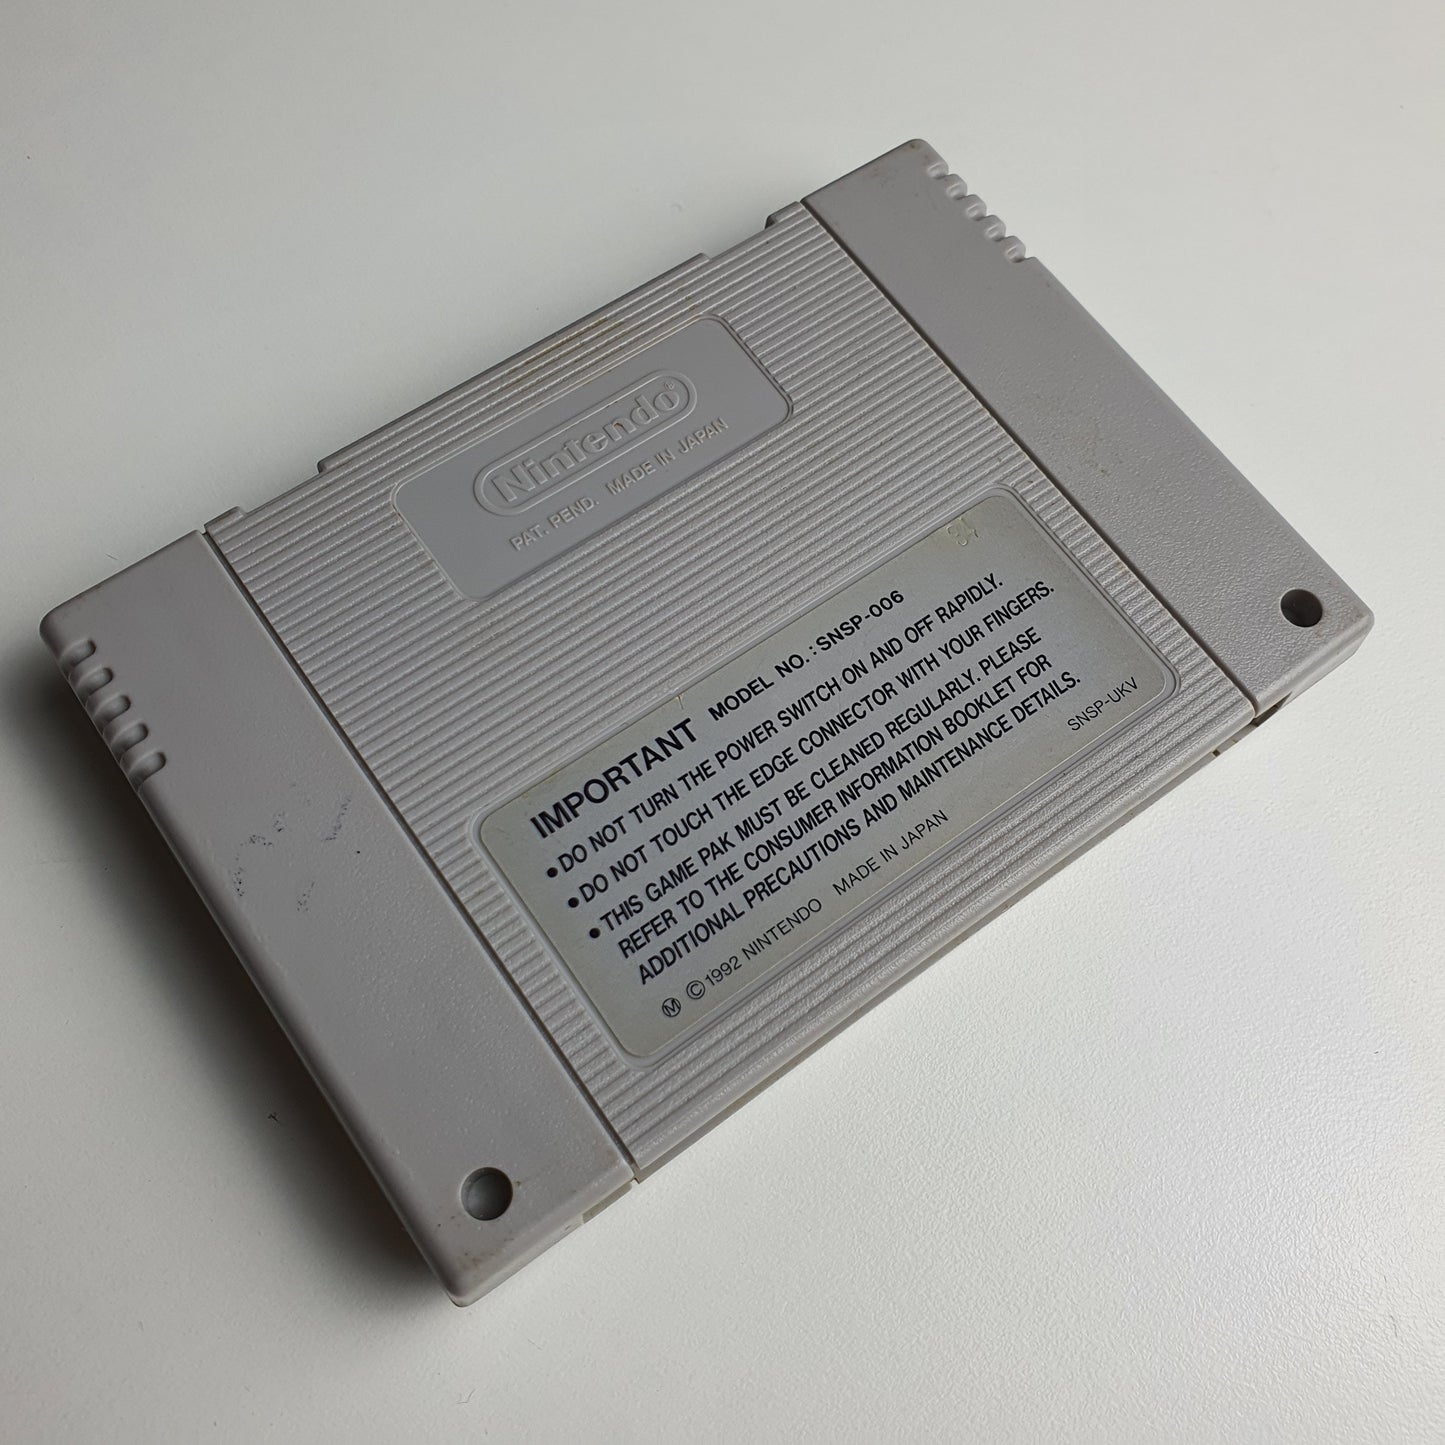 Nintendo®
PAT. PEND. MADE IN JAPAN
IMPORTANT MODEL NO.: SNSP-006
• DO NOT TURN THE POWER SWITCH ON AND OFF RAPIDLY.
• DO NOT TOUCH THE EDGE CONNECTOR WITH YOUR FINGERS.
• THIS GAME PAK MUST BE CLEANED REGULARLY. PLEASE
REFER TO THE CONSUMER INFORMATION BOOKLET FOR
ADDITIONAL PRECAUTIONS AND MAINTENANCE DETAILS.
Ⓜ ©1992 NINTENDO MADE IN JAPAN SNSP-UKV